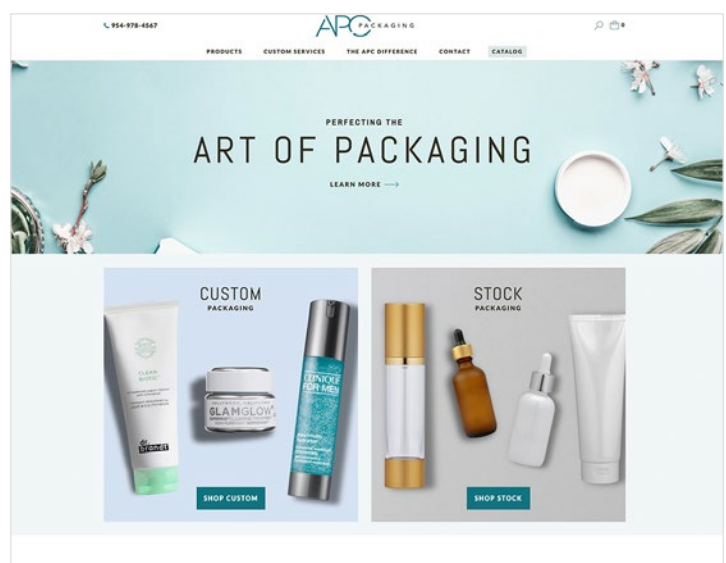 954-978-4567
APC PACKAGING
0
PRODUCTS
CUSTOM SERVICES
THE APC DIFFERENCE
CONTACT
CATALOG
PERFECTING THE
ART OF PACKAGING
LEARN MORE
CUSTOM
PACKAGING
CLEAN
BIOTIC
dr.
brandt
GLAMGLOW
CLINIQUE
FOR MEN
SHOP CUSTOM
STOCK
PACKAGING
SHOP STOCK